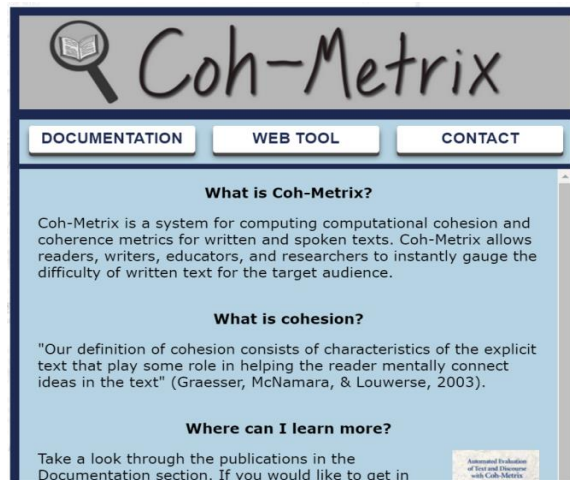 Coh-Metrix
DOCUMENTATION
WEB TOOL
CONTACT
What is Coh-Metrix?
Coh-Metrix is a system for computing computational cohesion and
coherence metrics for written and spoken texts. Coh-Metrix allows
readers, writers, educators, and researchers to instantly gauge the
difficulty of written text for the target audience.
What is cohesion?
"Our definition of cohesion consists of characteristics of the explicit
text that play some role in helping the reader mentally connect
ideas in the text" (Graesser, McNamara, & Louwerse, 2003).
Where can I learn more?
Take a look through the publications in the
Documentation section. If you would like to get in
Automated Evaluation
of Text and Discourse
with Coh-Metrix